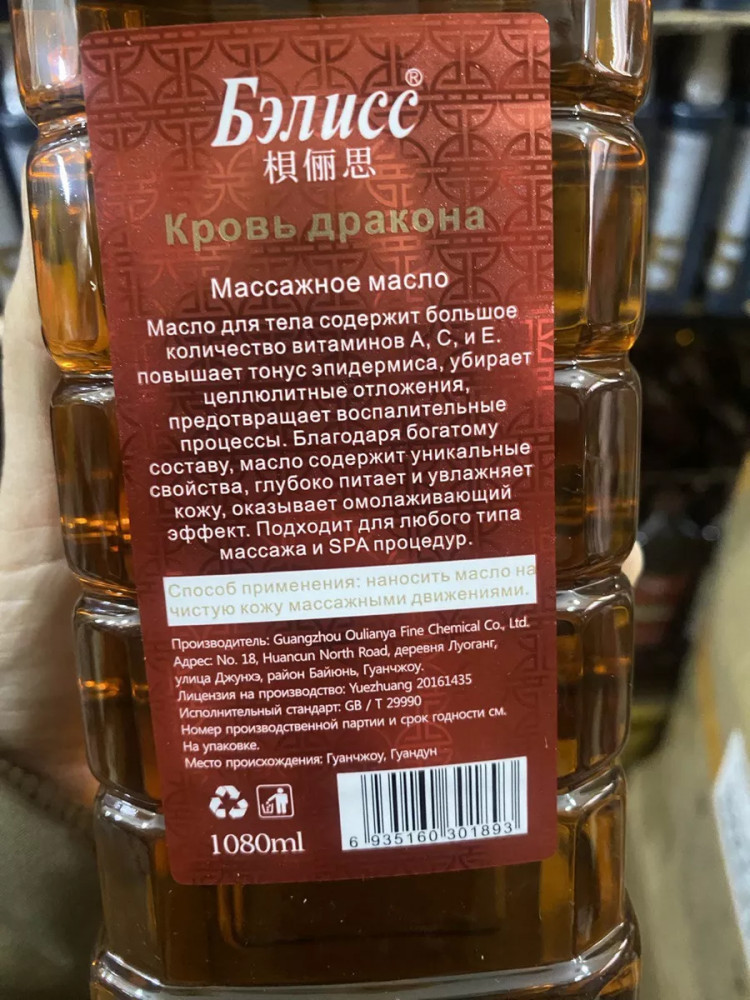 Бэлисс®
梖俪思
Кровь дракона
Массажное масло
Масло для тела содержит большое
количество витаминов А, С, и Е.
повышает тонус эпидермиса, убирает
целлюлитные отложения,
предотвращает воспалительные
процессы. Благодаря богатому
составу, масло содержит уникальные
свойства, глубоко питает и увлажняет
кожу, оказывает омолаживающий
эффект. Подходит для любого типа
массажа и SPA процедур.
Способ применения: наносить масло на
чистую кожу массажными движениями.
Производитель: Guangzhou Oulianya Fine Chemical Co., Ltd.
Адрес: No. 18, Huancun North Road, деревня Луоганг,
улица Джунхэ, район Байюнь, Гуанчжоу.
Лицензия на производство: Yuezhuang 20161435
Исполнительный стандарт: GB / T 29990
Номер производственной партии и срок годности см.
На упаковке.
Место происхождения: Гуанчжоу, Гуандун
1080ml
6 935160 301893